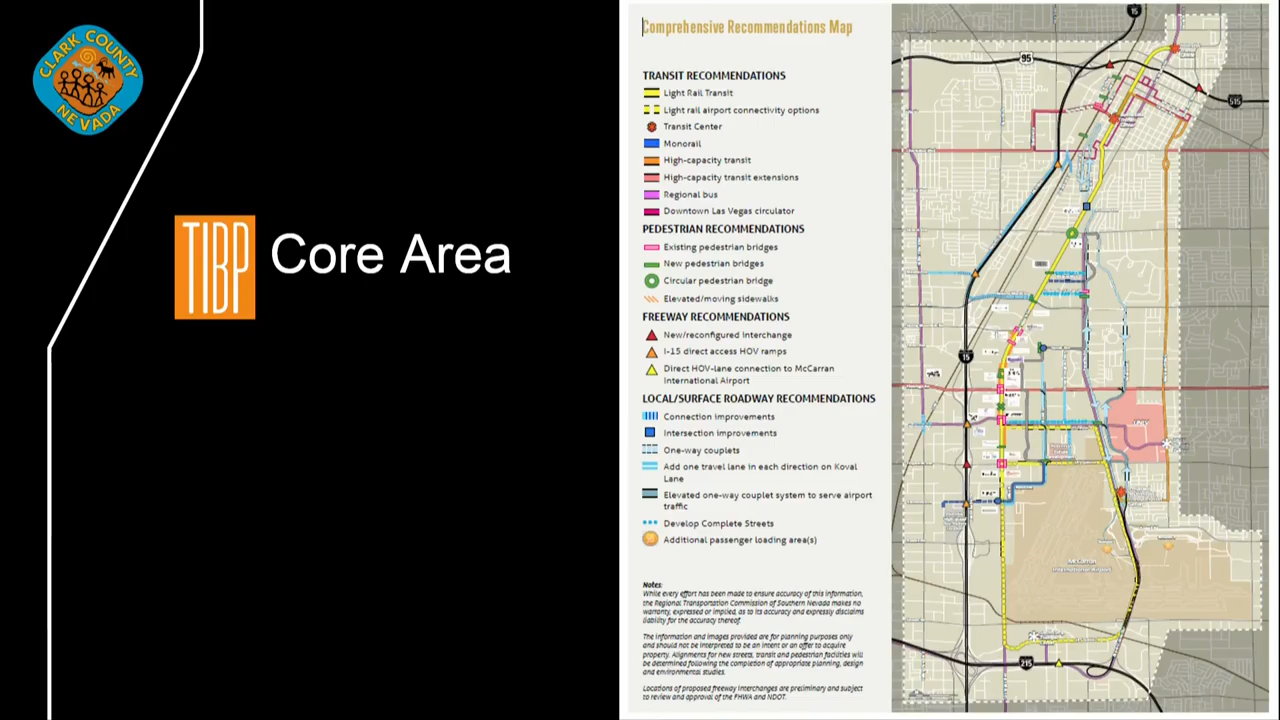 CLARK COUNTY
NEVADA
TIBP
Core Area
Comprehensive Recommendations Map
TRANSIT RECOMMENDATIONS
Light Rail Transit
Light rail airport connectivity options
Transit Center
Monorail
High-capacity transit
High-capacity transit extensions
Regional bus
Downtown Las Vegas circulator
PEDESTRIAN RECOMMENDATIONS
Existing pedestrian bridges
New pedestrian bridges
Circular pedestrian bridge
Elevated/moving sidewalks
FREEWAY RECOMMENDATIONS
New/reconfigured interchange
I-15 direct access HOV ramps
Direct HOV-lane connection to McCarran
International Airport
LOCAL/SURFACE ROADWAY RECOMMENDATIONS
Connection improvements
Intersection improvements
One-way couplets
Add one travel lane in each direction on Koval
Lane
Elevated one-way couplet system to serve airport
traffic
Develop Complete Streets
Additional passenger loading area(s)
Notes:
While every effort has been made to ensure accuracy of this information,
the Regional Transportation Commission of Southern Nevada makes no
warranty, expressed or implied, as to its accuracy and expressly disclaims
liability for the accuracy thereof.
The information and images provided are for planning purposes only
and should not be interpreted to be an intent or an offer to acquire
property. Alignments for new streets, transit and pedestrian facilities will
be determined following the completion of appropriate planning, design
and environmental studies.
Locations of proposed freeway interchanges are preliminary and subject
to review and approval of the FHWA and NDOT.
15
95
515
15
UNLV
McCarran
International Airport
215